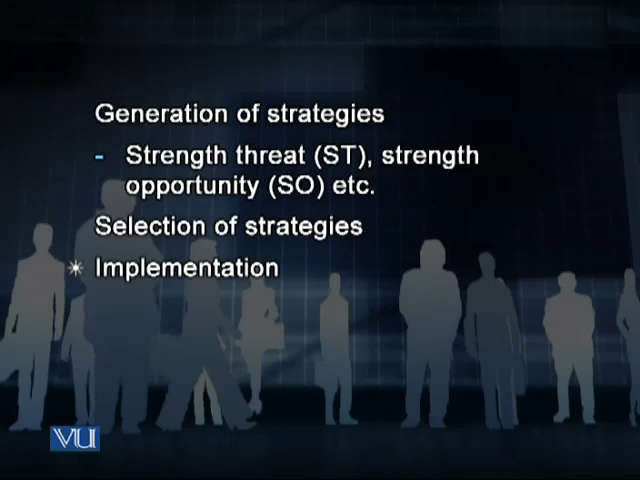 Generation of strategies
- Strength threat (ST), strength
opportunity (SO) etc.
Selection of strategies
Implementation
VU